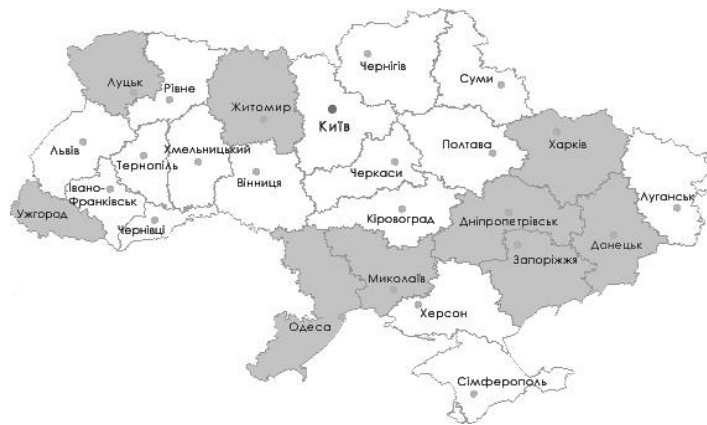 Чернігів
Луцьк
Суми
Рівне
Житомир
Київ
Харків
Львів
Хмельницький
Полтава
Тернопіль
Черкаси
Вінниця
Івано-
Франківськ
Луганськ
Ужгород
Чернівці
Кіровоград
Дніпропетрівськ
Донецьк
Запоріжжя
Миколаїв
Херсон
Одеса
Сімферополь